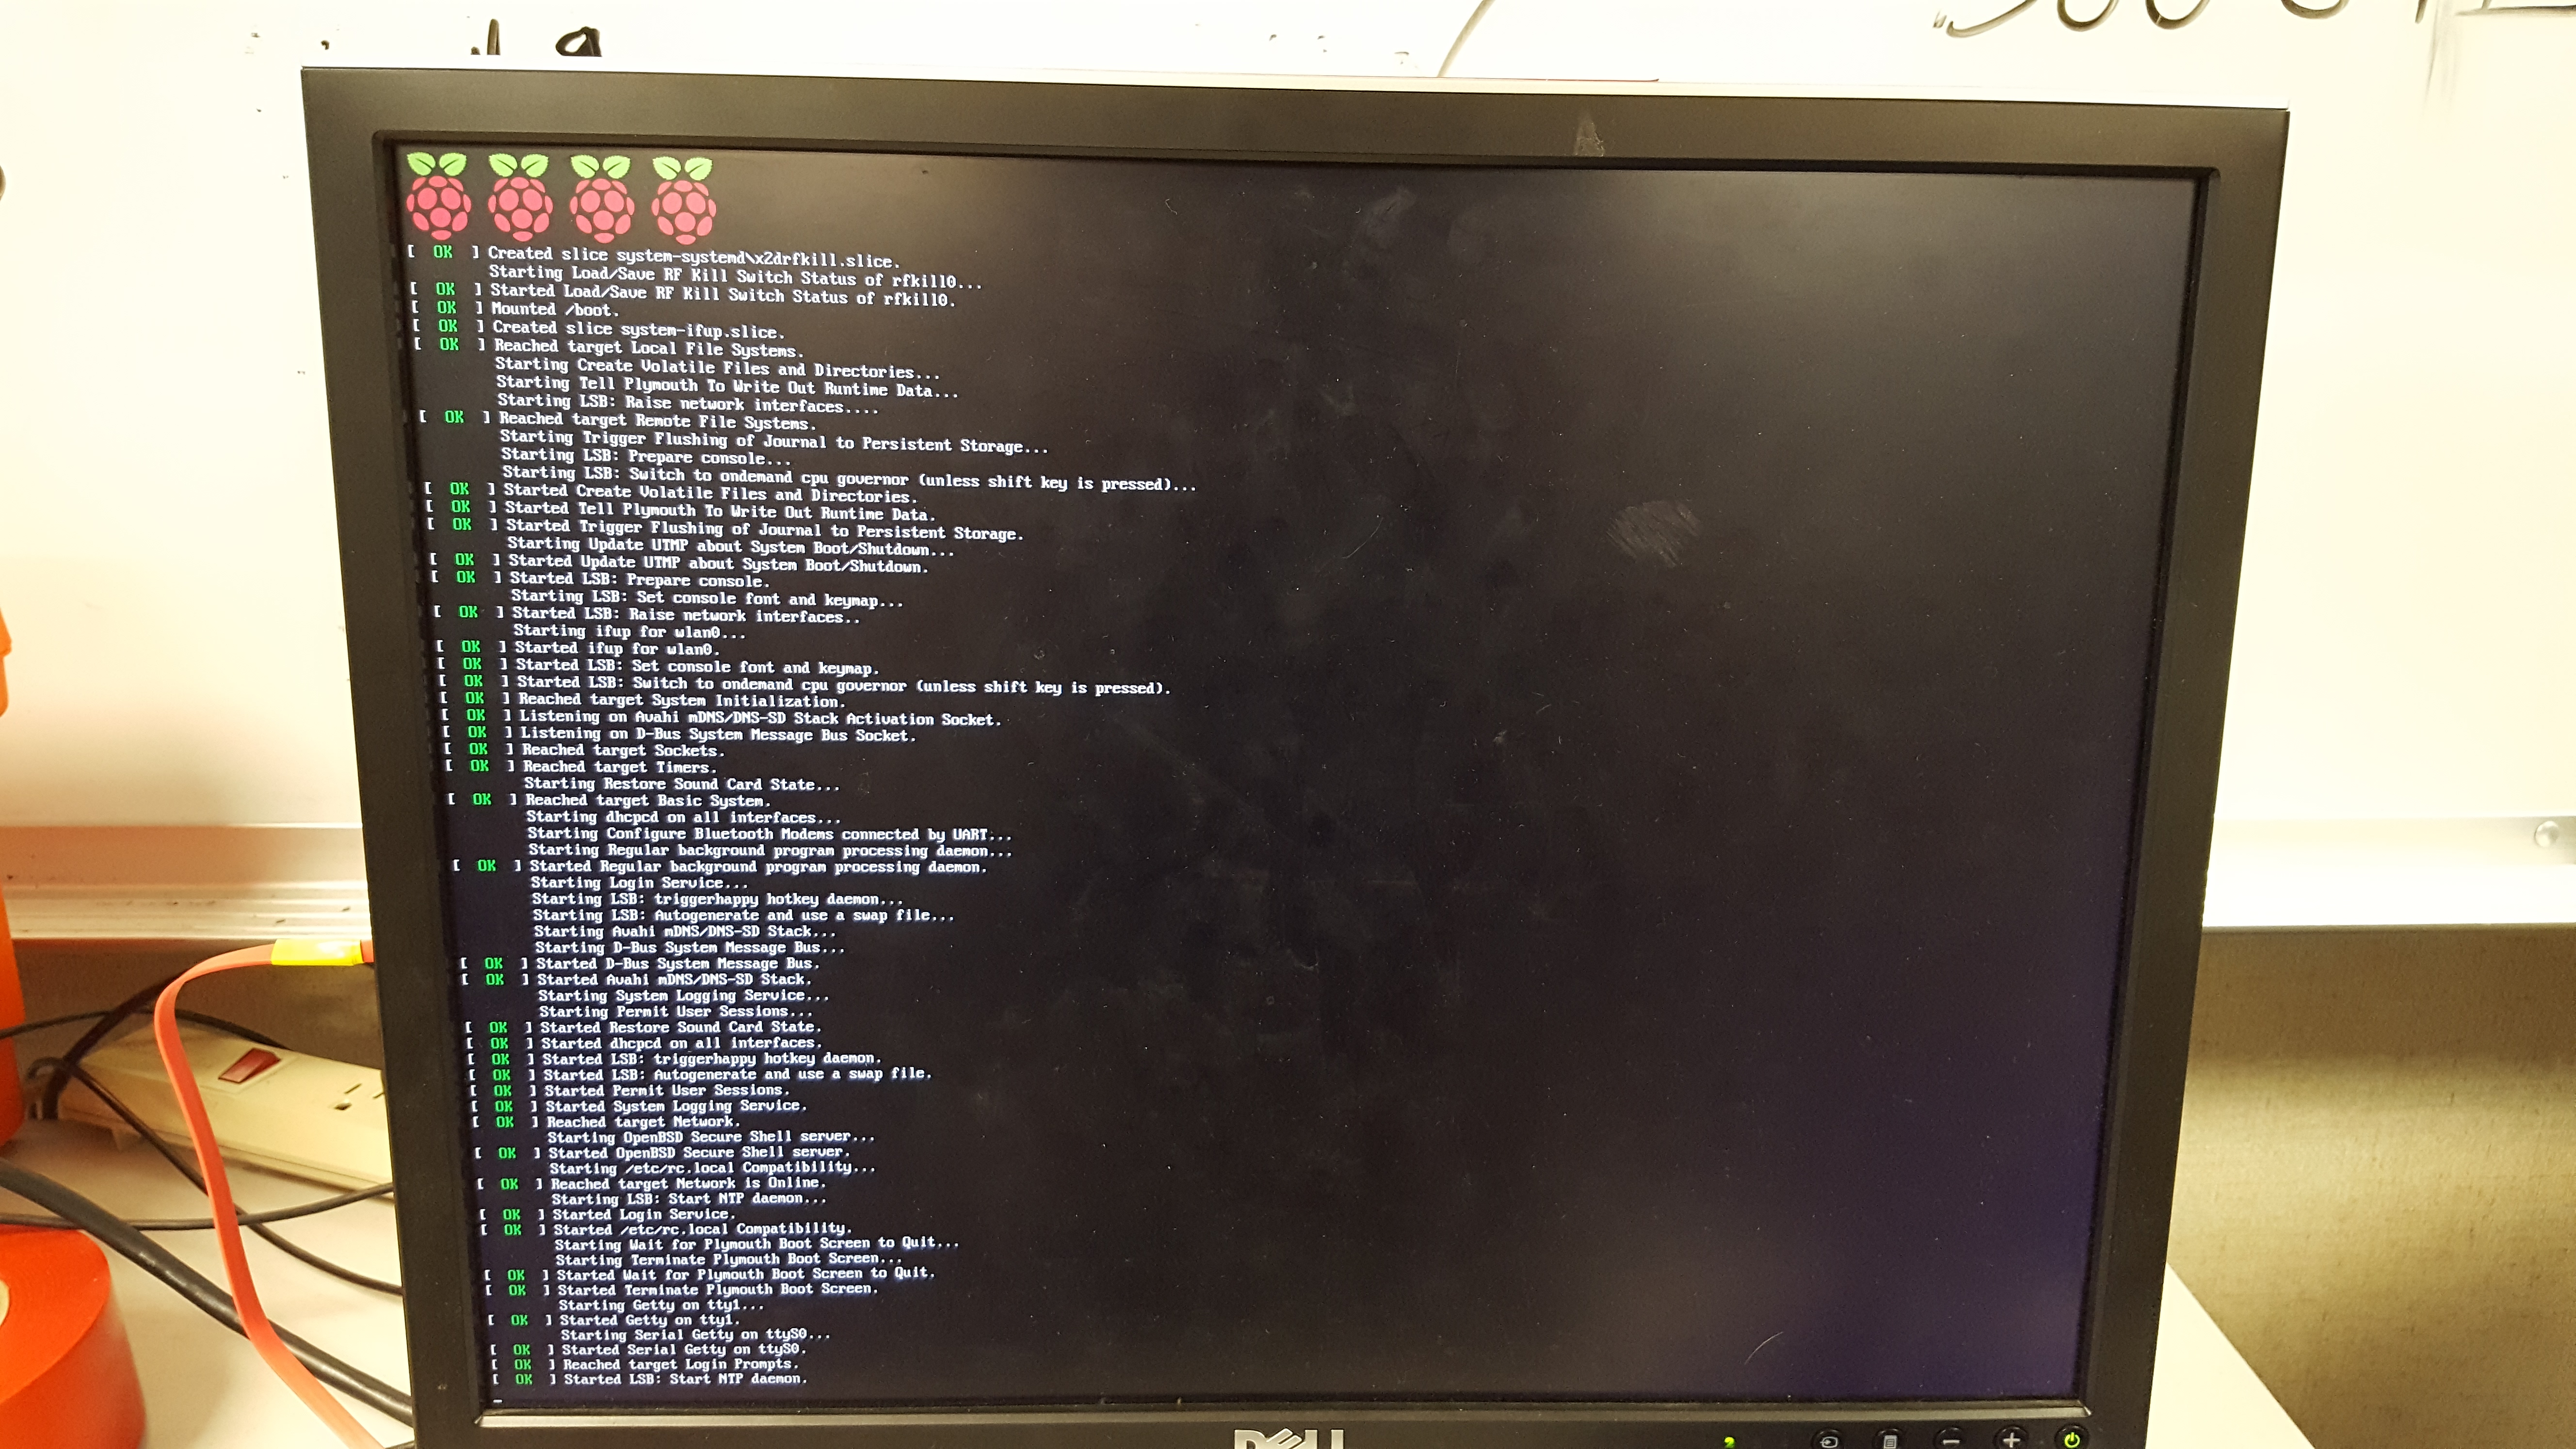 [  OK  ] Created slice system-systemd\x2drfkill.slice.
Starting Load/Save RF Kill Switch Status of rfkill0...
[  OK  ] Started Load/Save RF Kill Switch Status of rfkill0.
[  OK  ] Mounted /boot.
[  OK  ] Created slice system-ifup.slice.
[  OK  ] Reached target Local File Systems.
Starting Create Volatile Files and Directories...
Starting Tell Plymouth To Write Out Runtime Data...
Starting LSB: Raise network interfaces....
[  OK  ] Reached target Remote File Systems.
Starting Trigger Flushing of Journal to Persistent Storage...
Starting LSB: Prepare console...
Starting LSB: Switch to ondemand cpu governor (unless shift key is pressed)...
[  OK  ] Started Create Volatile Files and Directories.
[  OK  ] Started Tell Plymouth To Write Out Runtime Data.
[  OK  ] Started Trigger Flushing of Journal to Persistent Storage.
Starting Update UTMP about System Boot/Shutdown...
[  OK  ] Started Update UTMP about System Boot/Shutdown.
[  OK  ] Started LSB: Prepare console.
Starting LSB: Set console font and keymap...
[  OK  ] Started LSB: Raise network interfaces..
Starting ifup for wlan0...
[  OK  ] Started ifup for wlan0.
[  OK  ] Started LSB: Set console font and keymap.
[  OK  ] Started LSB: Switch to ondemand cpu governor (unless shift key is pressed).
[  OK  ] Reached target System Initialization.
[  OK  ] Listening on Avahi mDNS/DNS-SD Stack Activation Socket.
[  OK  ] Listening on D-Bus System Message Bus Socket.
[  OK  ] Reached target Sockets.
[  OK  ] Reached target Timers.
Starting Restore Sound Card State...
[  OK  ] Reached target Basic System.
Starting dhcpcd on all interfaces...
Starting Configure Bluetooth Modems connected by UART...
Starting Regular background program processing daemon...
[  OK  ] Started Regular background program processing daemon.
Starting Login Service...
Starting LSB: triggerhappy hotkey daemon...
Starting LSB: Autogenerate and use a swap file...
Starting Avahi mDNS/DNS-SD Stack...
Starting D-Bus System Message Bus...
[  OK  ] Started D-Bus System Message Bus.
[  OK  ] Started Avahi mDNS/DNS-SD Stack.
Starting System Logging Service...
Starting Permit User Sessions...
[  OK  ] Started Restore Sound Card State.
[  OK  ] Started dhcpcd on all interfaces.
[  OK  ] Started LSB: triggerhappy hotkey daemon.
[  OK  ] Started LSB: Autogenerate and use a swap file.
[  OK  ] Started Permit User Sessions.
[  OK  ] Started System Logging Service.
[  OK  ] Reached target Network.
Starting OpenBSD Secure Shell server...
[  OK  ] Started OpenBSD Secure Shell server.
Starting /etc/rc.local Compatibility...
[  OK  ] Reached target Network is Online.
Starting LSB: Start NTP daemon...
[  OK  ] Started Login Service.
[  OK  ] Started /etc/rc.local Compatibility.
Starting Wait for Plymouth Boot Screen to Quit...
Starting Terminate Plymouth Boot Screen...
[  OK  ] Started Wait for Plymouth Boot Screen to Quit.
[  OK  ] Started Terminate Plymouth Boot Screen.
Starting Getty on tty1...
[  OK  ] Started Getty on tty1.
Starting Serial Getty on ttyS0...
[  OK  ] Started Serial Getty on ttyS0.
[  OK  ] Reached target Login Prompts.
[  OK  ] Started LSB: Start NTP daemon.
DELL